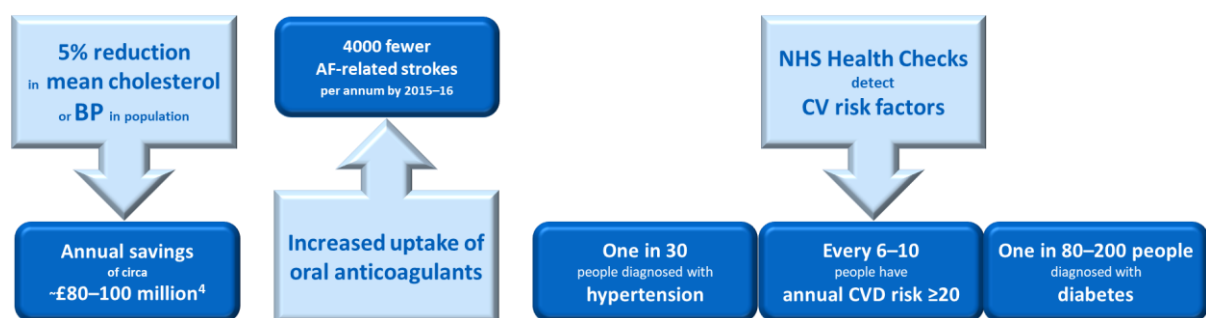 5% reduction
in mean cholesterol
or BP in population
Annual savings
of circa
~£80–100 million4
4000 fewer
AF-related strokes
per annum by 2015–16
Increased uptake of
oral anticoagulants
NHS Health Checks
detect
CV risk factors
One in 30
people diagnosed with
hypertension
Every 6–10
people have
annual CVD risk ≥20
One in 80–200 people
diagnosed with
diabetes